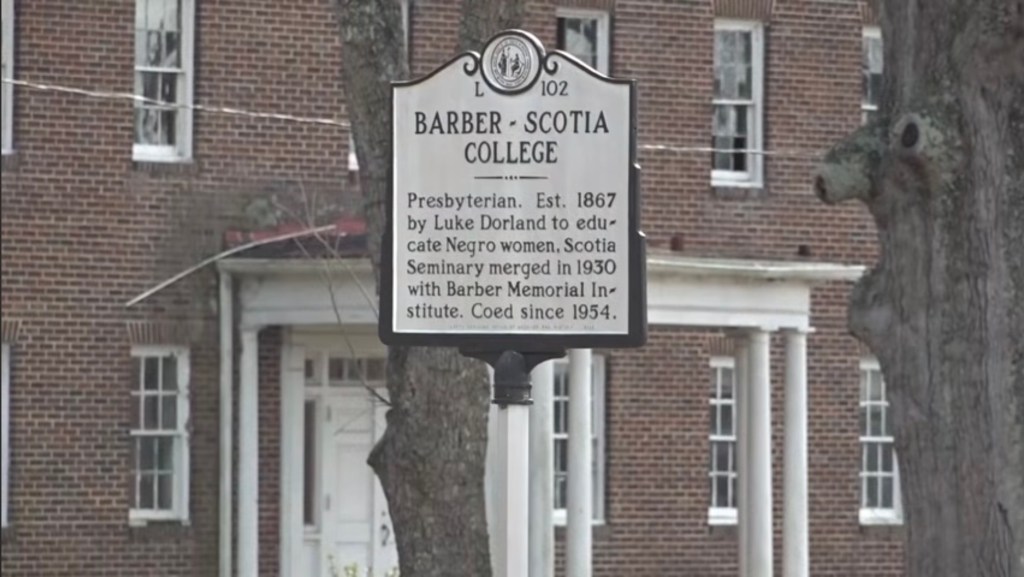 L 102
BARBER - SCOTIA
COLLEGE
Presbyterian. Est. 1867
by Luke Dorland to edu-
cate Negro women. Scotia
Seminary merged in 1930
with Barber Memorial In-
stitute. Coed since 1954.